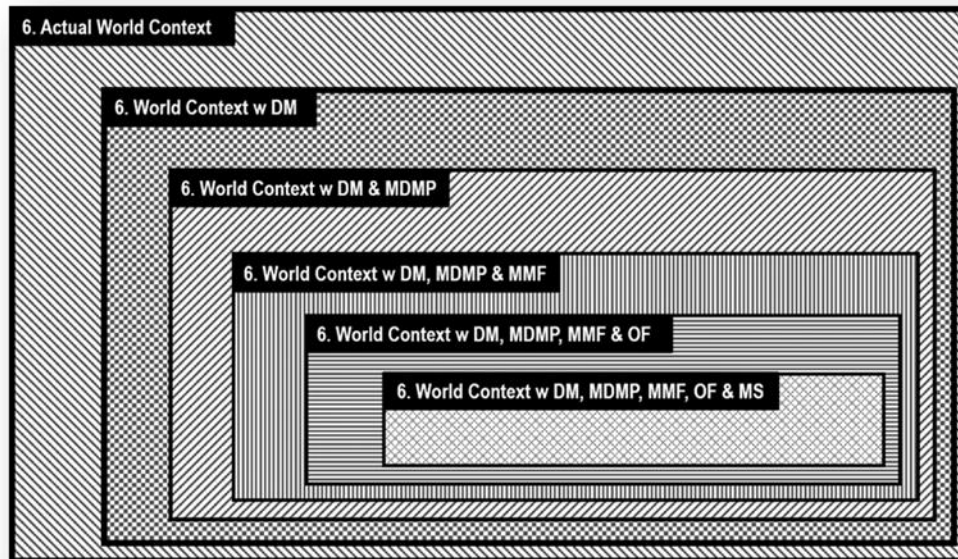 6. Actual World Context
6. World Context w DM
6. World Context w DM & MDMP
6. World Context w DM, MDMP & MMF
6. World Context w DM, MDMP, MMF & OF
6. World Context w DM, MDMP, MMF, OF & MS